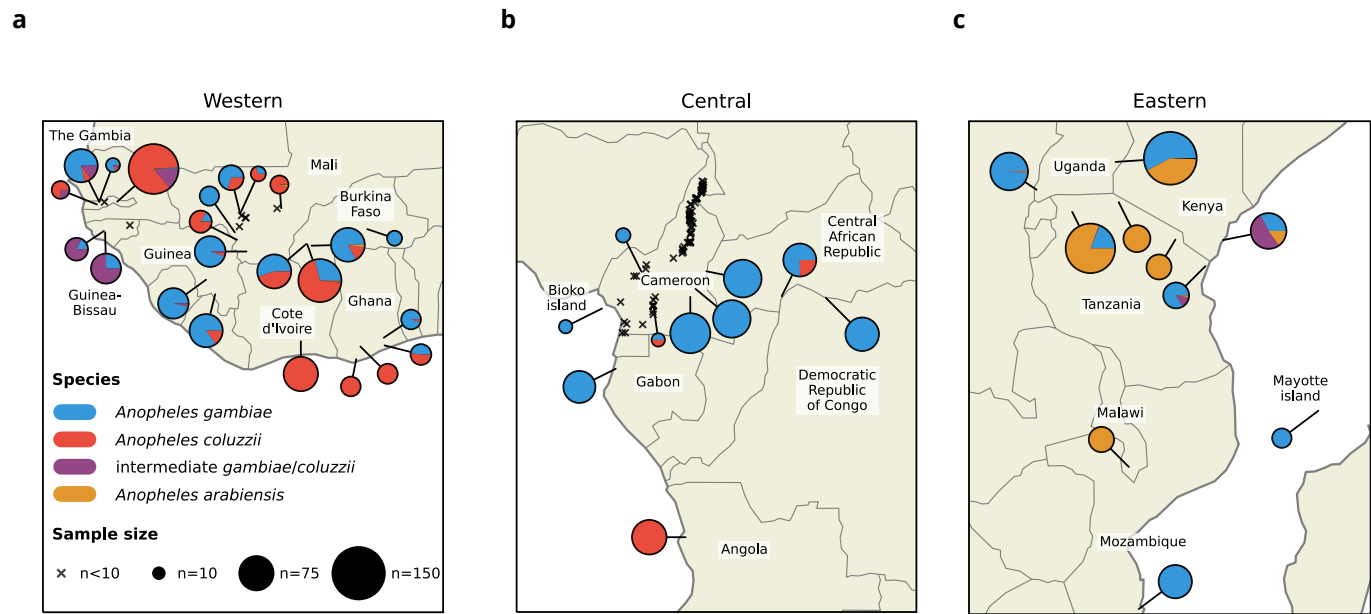 a
b
c
Western
Central
Eastern
The Gambia
Mali
Burkina
Faso
Guinea
Guinea-
Bissau
Cote
d'Ivoire
Ghana
Species
Anopheles gambiae
Anopheles coluzzii
intermediate gambiae/coluzzii
Anopheles arabiensis
Sample size
n<10
n=10
n=75
n=150
Central
African
Republic
Cameroon
Bioko
island
Gabon
Democratic
Republic
of Congo
Angola
Uganda
Kenya
Tanzania
Mayotte
island
Malawi
Mozambique